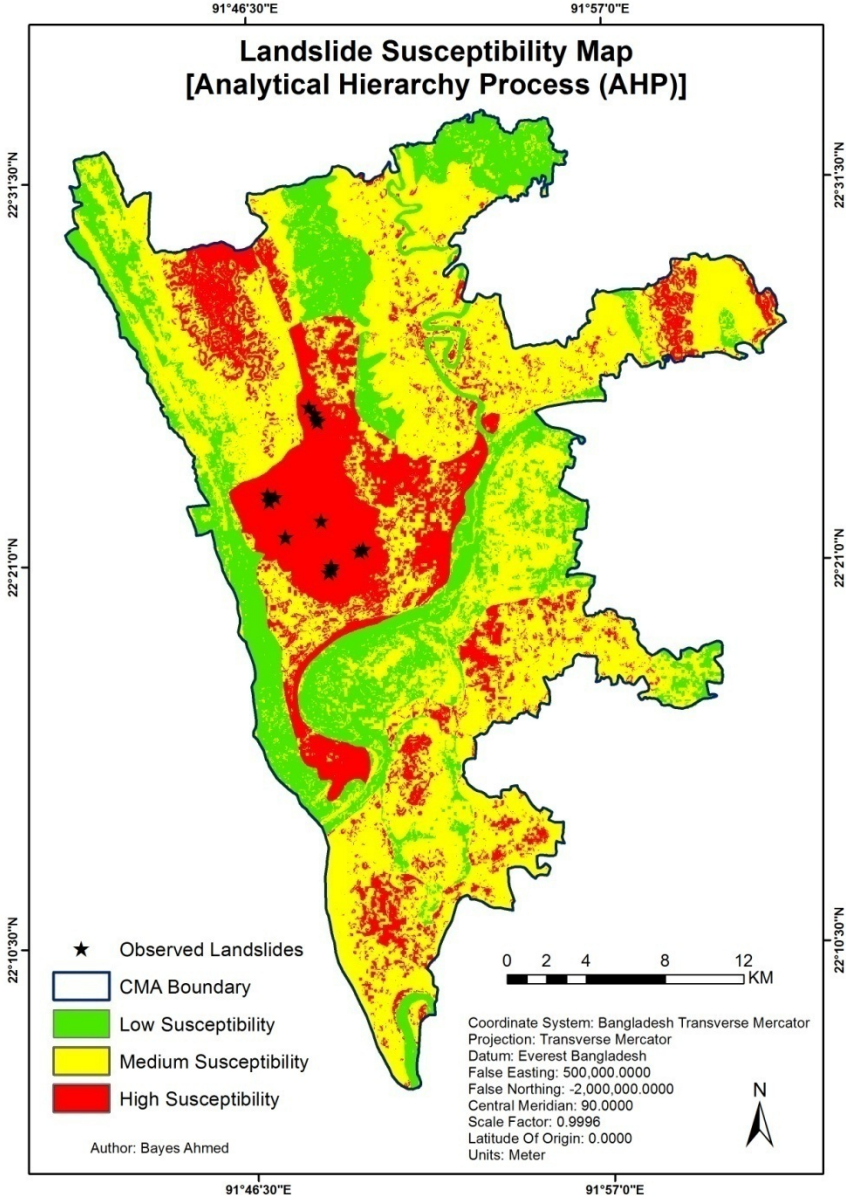 91°46'30"E 91°57'0"E
Landslide Susceptibility Map
[Analytical Hierarchy Process (AHP)]
22°31'30"N 22°31'30"N
22°21'0"N 22°21'0"N
22°10'30"N 22°10'30"N
Observed Landslides
CMA Boundary
Low Susceptibility
Medium Susceptibility
High Susceptibility
Author: Bayes Ahmed
0 2 4 8 12
KM
Coordinate System: Bangladesh Transverse Mercator
Projection: Transverse Mercator
Datum: Everest Bangladesh
False Easting: 500,000.0000
False Northing: -2,000,000.0000
Central Meridian: 90.0000
Scale Factor: 0.9996
Latitude Of Origin: 0.0000
Units: Meter
N
91°46'30"E 91°57'0"E